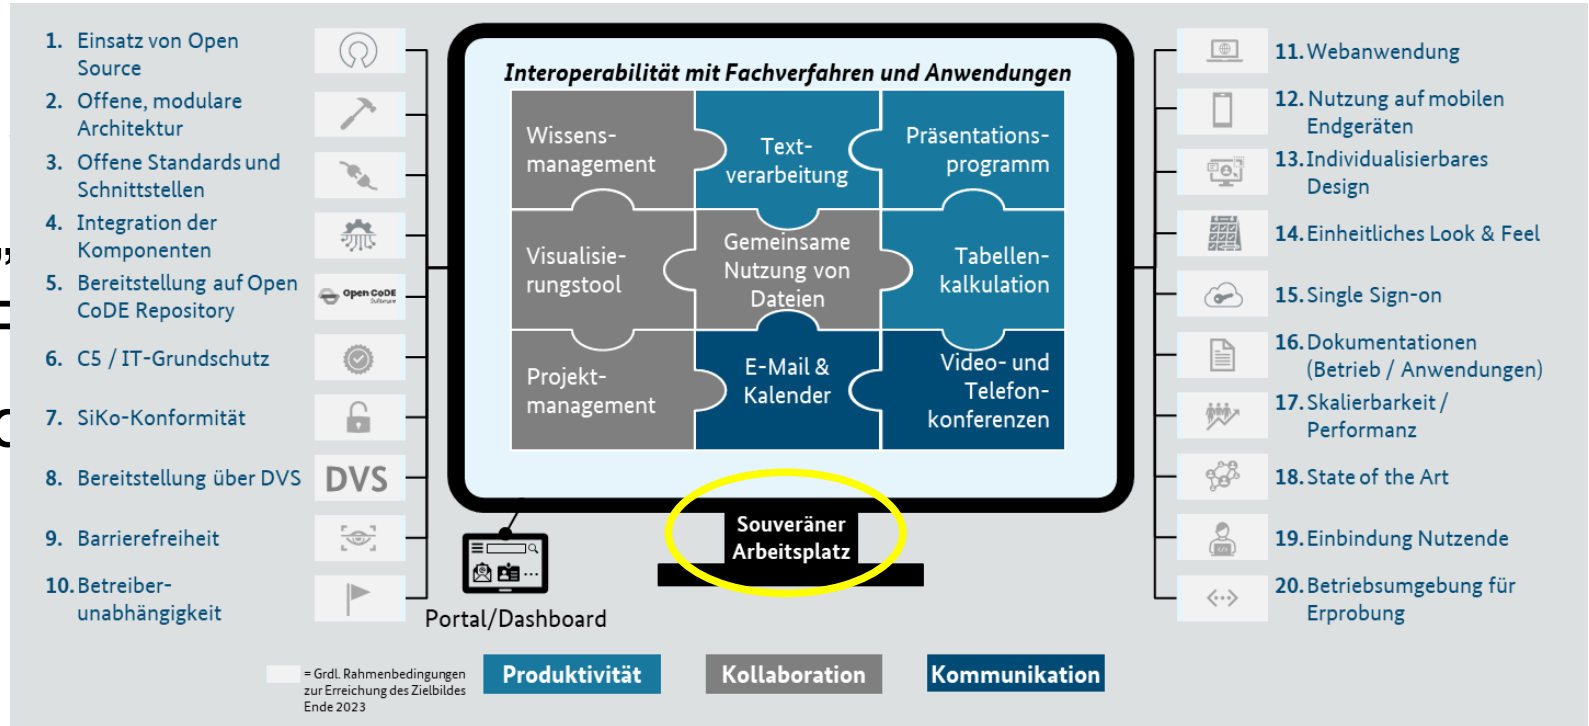 1. Einsatz von Open
Source
2. Offene, modulare
Architektur
3. Offene Standards und
Schnittstellen
4. Integration der
Komponenten
5. Bereitstellung auf Open
CoDE Repository
6. C5 / IT-Grundschutz
7. SiKo-Konformität
8. Bereitstellung über DVS
9. Barrierefreiheit
10. Betreiber-
unabhängigkeit
Open CoDE
DVS
Interoperabilität mit Fachverfahren und Anwendungen
Wissens-
management
Text-
verarbeitung
Präsentations-
programm
Visualisie-
rungstool
Gemeinsame
Nutzung von
Dateien
Tabellen-
kalkulation
Projekt-
management
E-Mail &
Kalender
Video- und
Telefon-
konferenzen
Souveräner
Arbeitsplatz
Portal/Dashboard
11. Webanwendung
12. Nutzung auf mobilen
Endgeräten
13. Individualisierbares
Design
14. Einheitliches Look & Feel
15. Single Sign-on
16. Dokumentationen
(Betrieb / Anwendungen)
17. Skalierbarkeit /
Performanz
18. State of the Art
19. Einbindung Nutzende
20. Betriebsumgebung für
Erprobung
= Grdl. Rahmenbedingungen
zur Erreichung des Zielbildes
Ende 2023
Produktivität
Kollaboration
Kommunikation